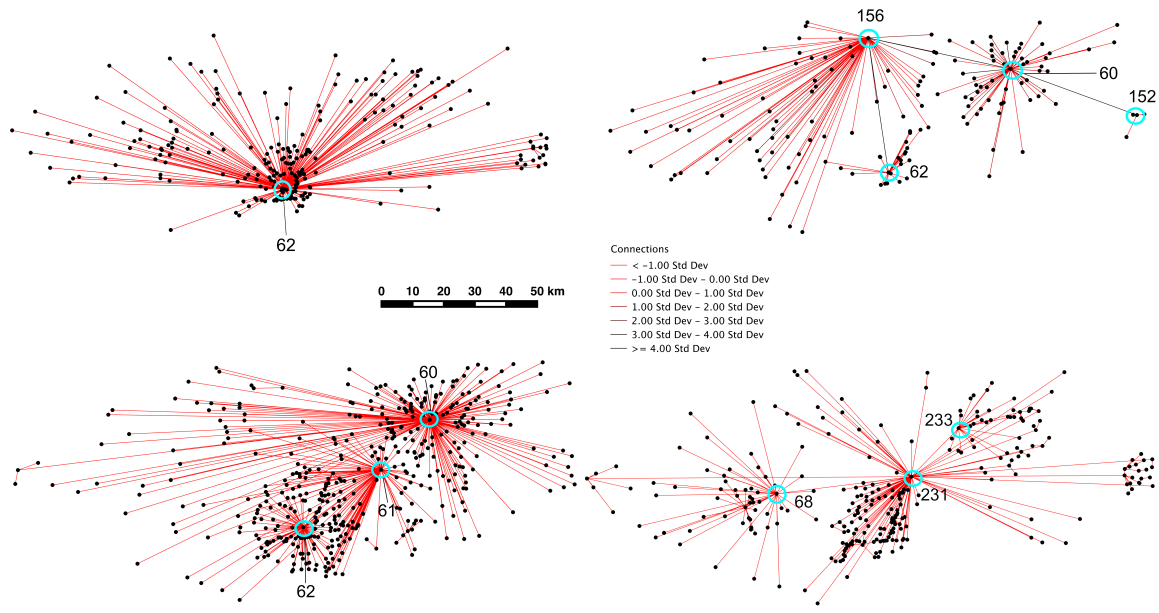 156
60
152
62
62
Connections
< -1.00 Std Dev
-1.00 Std Dev - 0.00 Std Dev
0.00 Std Dev - 1.00 Std Dev
1.00 Std Dev - 2.00 Std Dev
2.00 Std Dev - 3.00 Std Dev
3.00 Std Dev - 4.00 Std Dev
>= 4.00 Std Dev
0 10 20 30 40 50 km
60
61
62
233
231
68